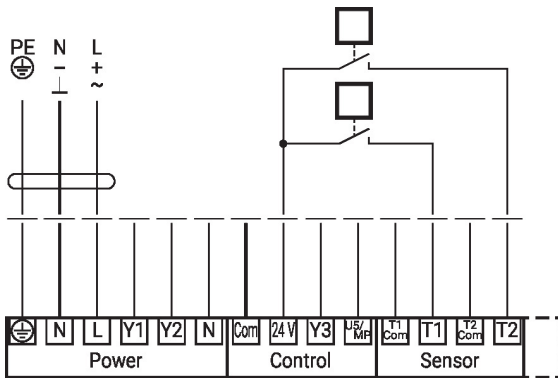 PE N L
− +
⊥ ~
N L Y1 Y2 N Com 24 V Y3 U5/MP T1 Com T1 T2 Com T2
Power Control Sensor